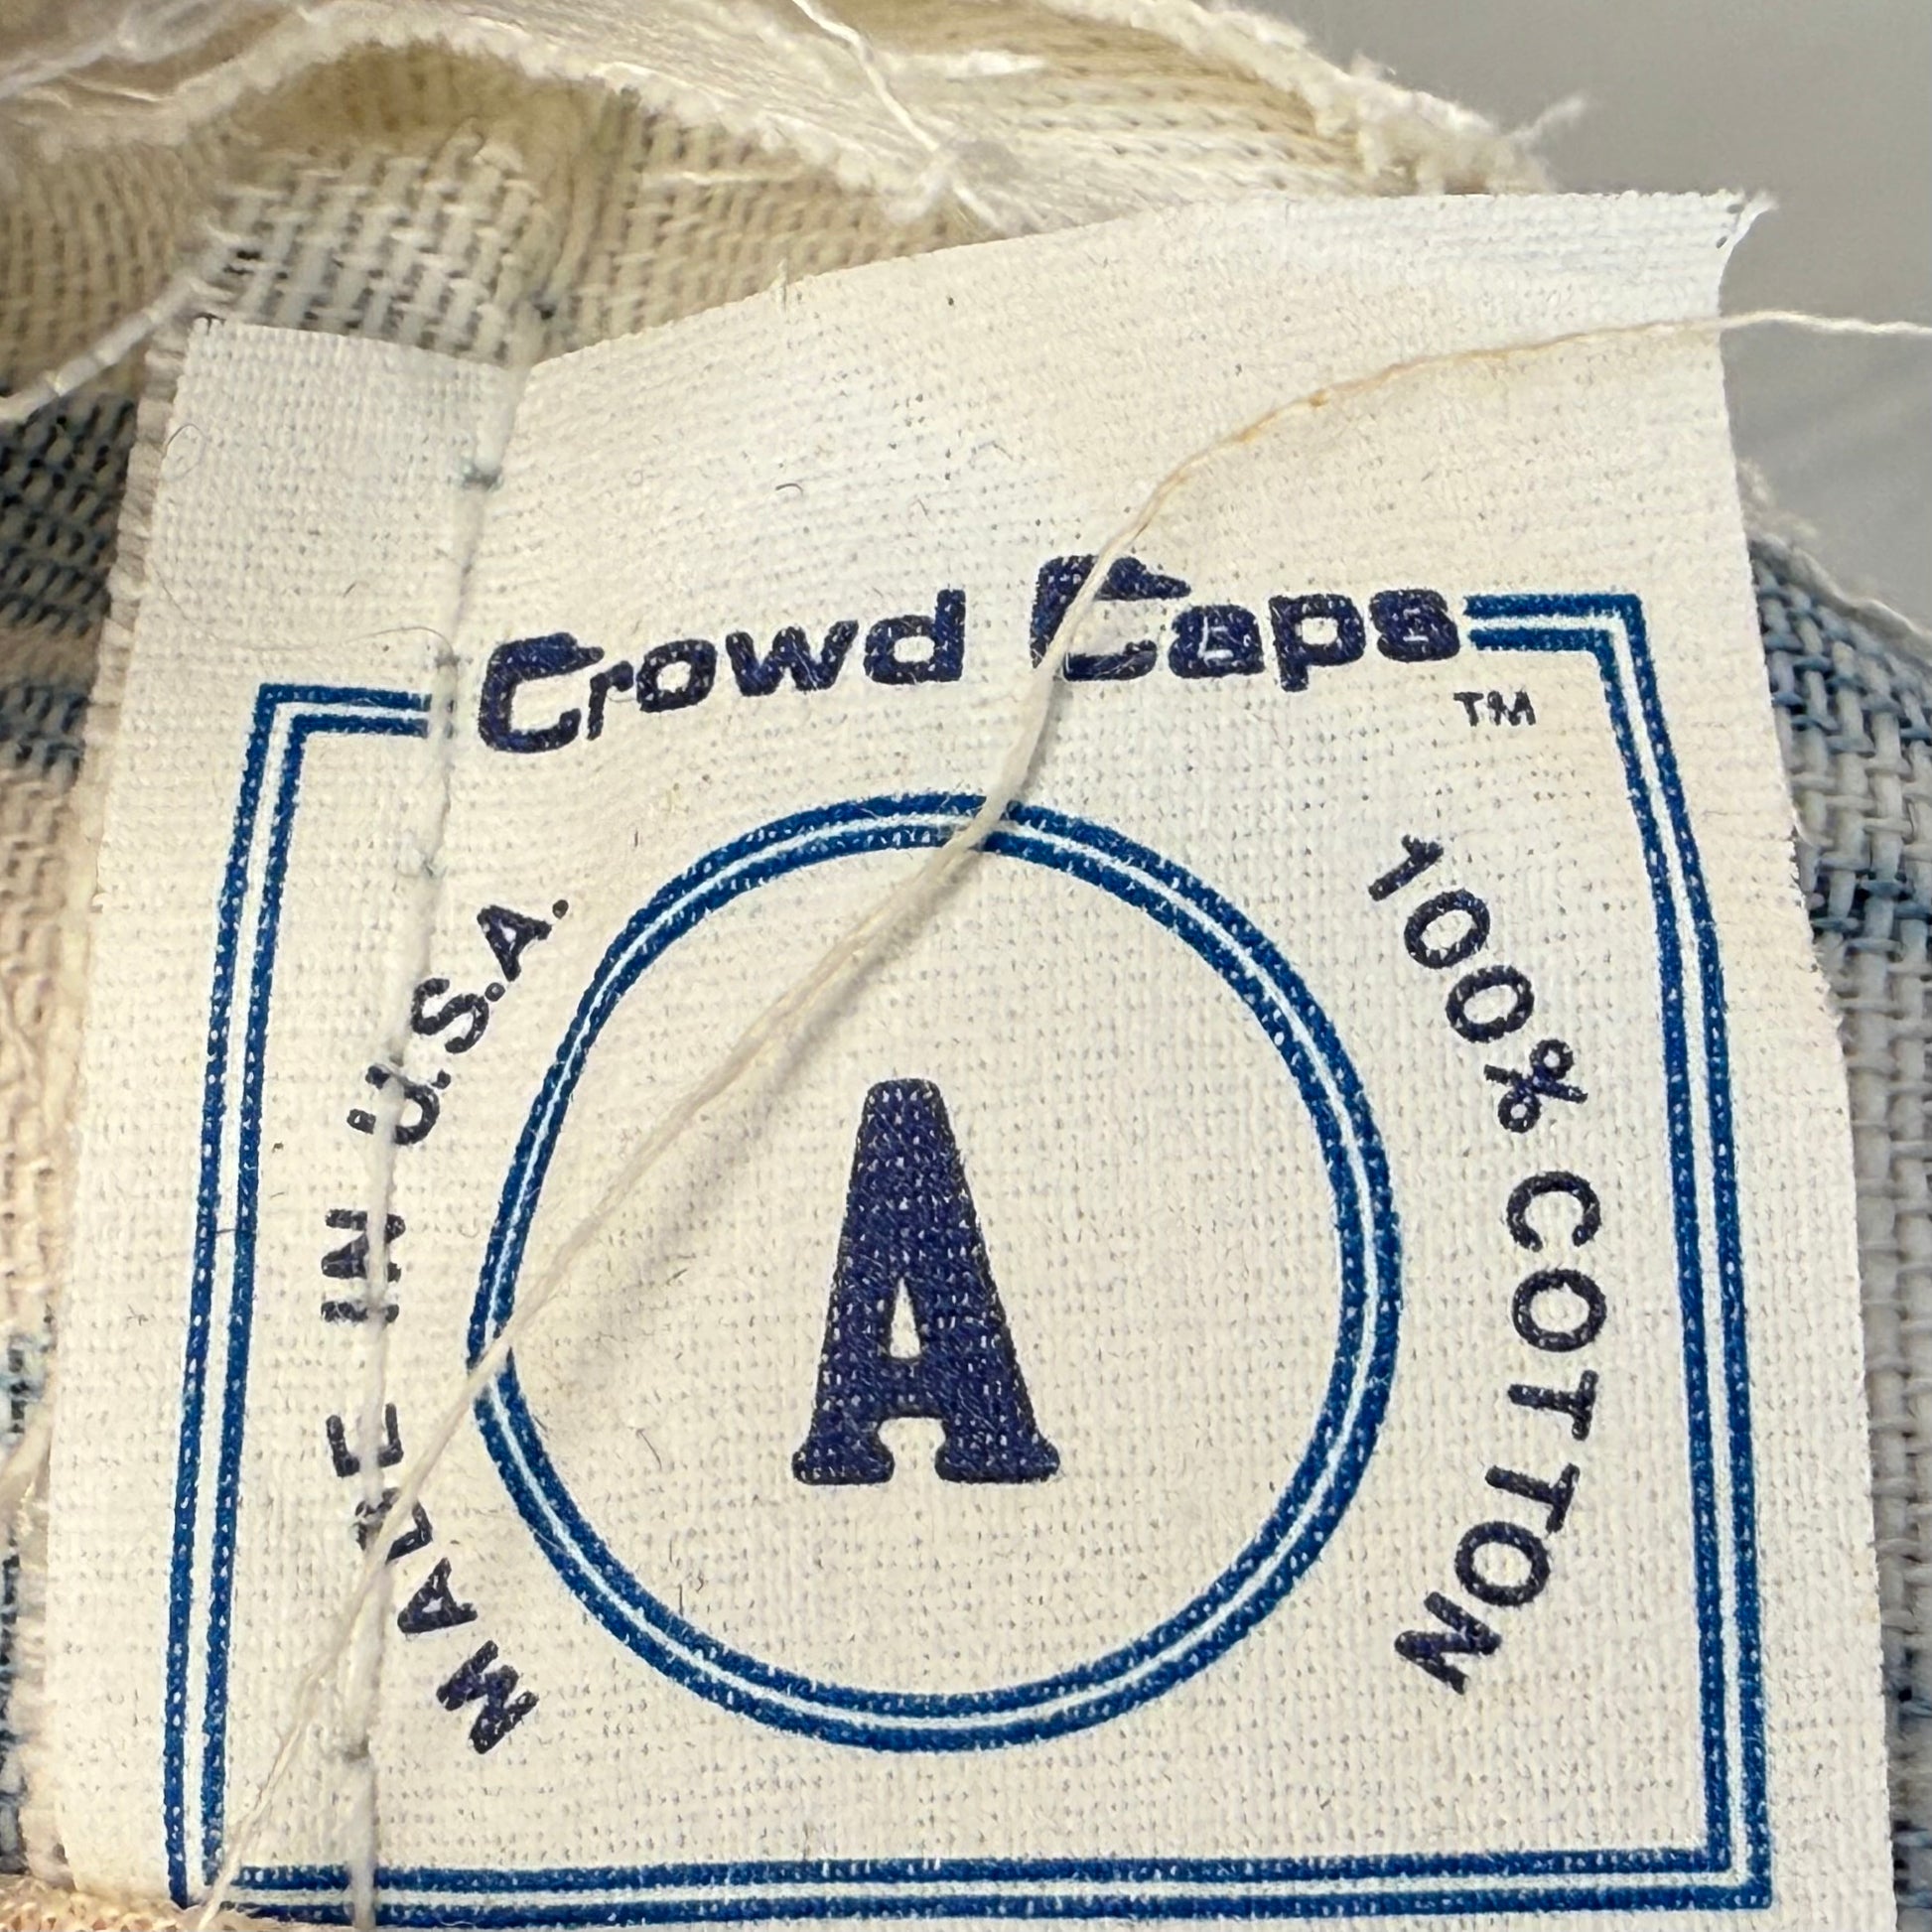 Crowd Caps
TM
MADE IN U.S.A.
100% COTTON
A